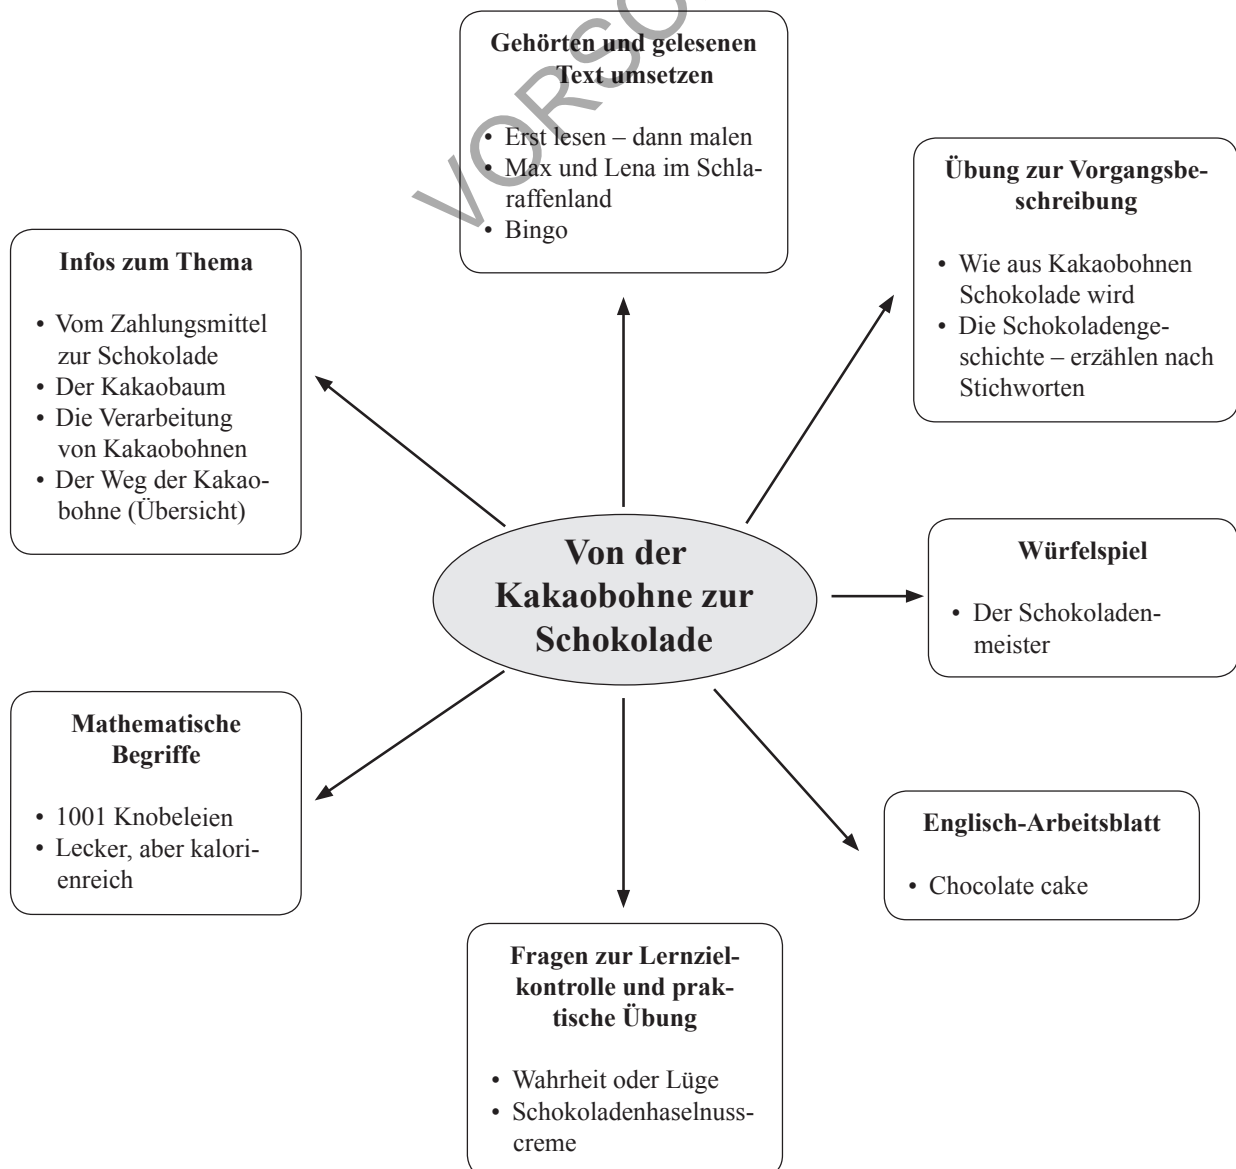 VORSC
Gehörten und gelesenen
Text umsetzen
• Erst lesen – dann malen
• Max und Lena im Schla-
raffenland
• Bingo
Übung zur Vorgangsbe-
schreibung
• Wie aus Kakaobohnen
Schokolade wird
• Die Schokoladenge-
schichte – erzählen nach
Stichworten
Infos zum Thema
• Vom Zahlungsmittel
zur Schokolade
• Der Kakaobaum
• Die Verarbeitung
von Kakaobohnen
• Der Weg der Kakao-
bohne (Übersicht)
Von der
Kakaobohne zur
Schokolade
Würfelspiel
• Der Schokoladen-
meister
Mathematische
Begriffe
• 1001 Knobeleien
• Lecker, aber kalori-
enreich
Englisch-Arbeitsblatt
• Chocolate cake
Fragen zur Lernziel-
kontrolle und prak-
tische Übung
• Wahrheit oder Lüge
• Schokoladenhaselnuss-
creme